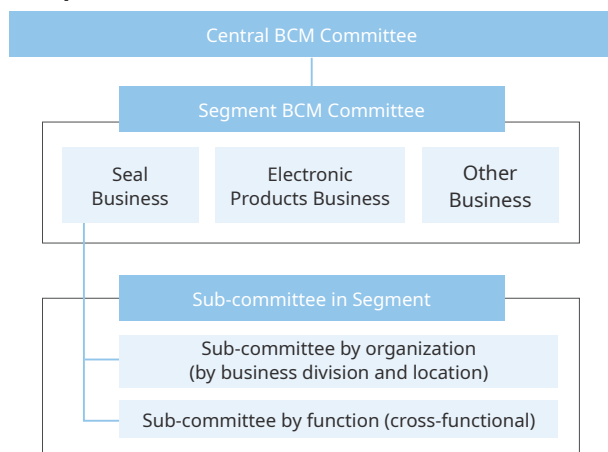 Central BCM Committee
Segment BCM Committee
Seal
Business
Electronic
Products Business
Other
Business
Sub-committee in Segment
Sub-committee by organization
(by business division and location)
Sub-committee by function (cross-functional)